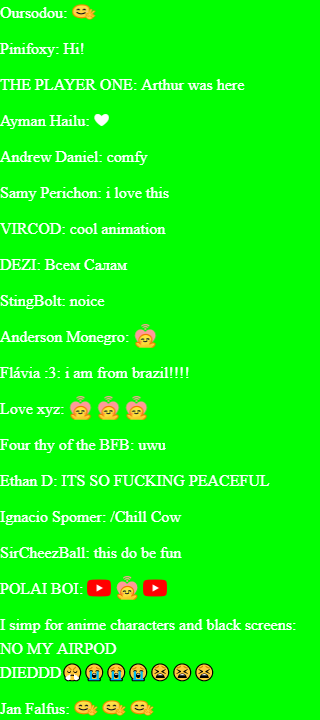 Oursodou:
Pinifoxy: Hi!
THE PLAYER ONE: Arthur was here
Ayman Hailu: 🤍
Andrew Daniel: comfy
Samy Perichon: i love this
VIRCOD: cool animation
DEZI: Всем Салам
StingBolt: noice
Anderson Monegro:
Flávia :3: i am from brazil!!!!
Love xyz:
Four thy of the BFB: uwu
Ethan D: ITS SO FUCKING PEACEFUL
Ignacio Spomer: /Chill Cow
SirCheezBall: this do be fun
POLAI BOI:
I simp for anime characters and black screens:
NO MY AIRPOD
DIEDDD😤😭😭😭😫😫😫
Jan Falfus: